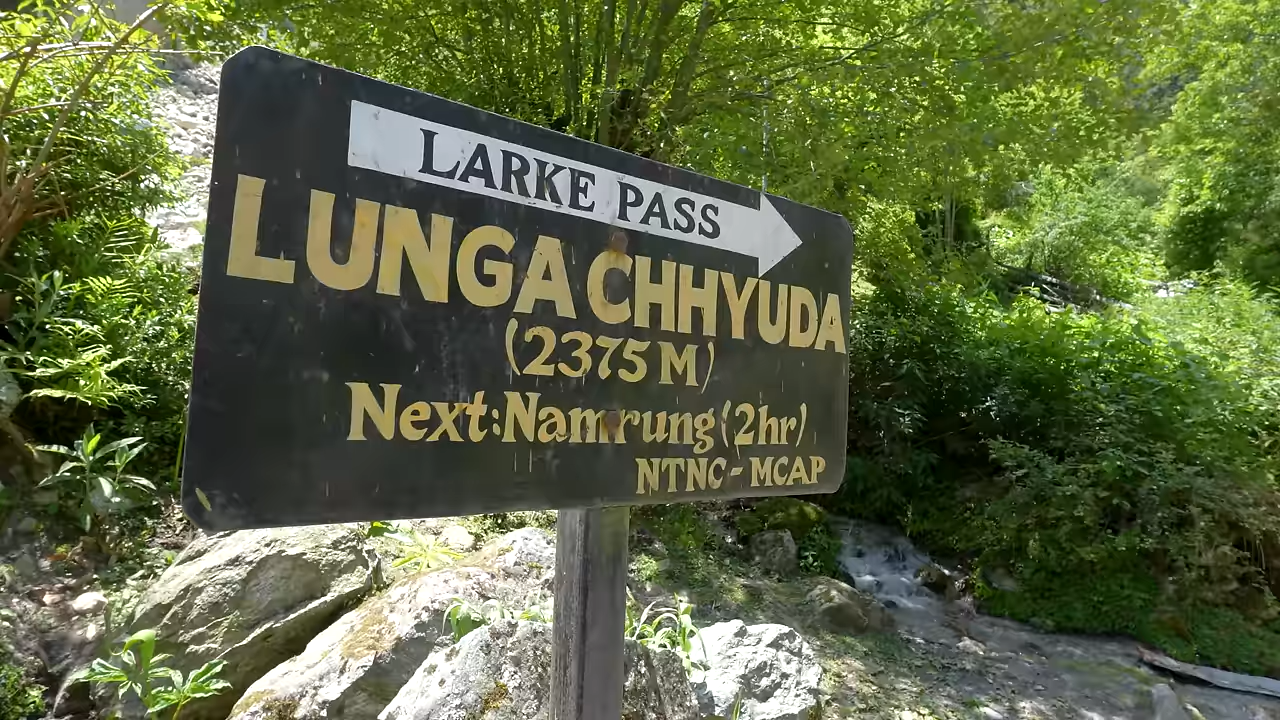 LARKE PASS
LUNGA CHHYUDA
(2375 M)
Next: Namrung (2hr)
NTNC - MCAP